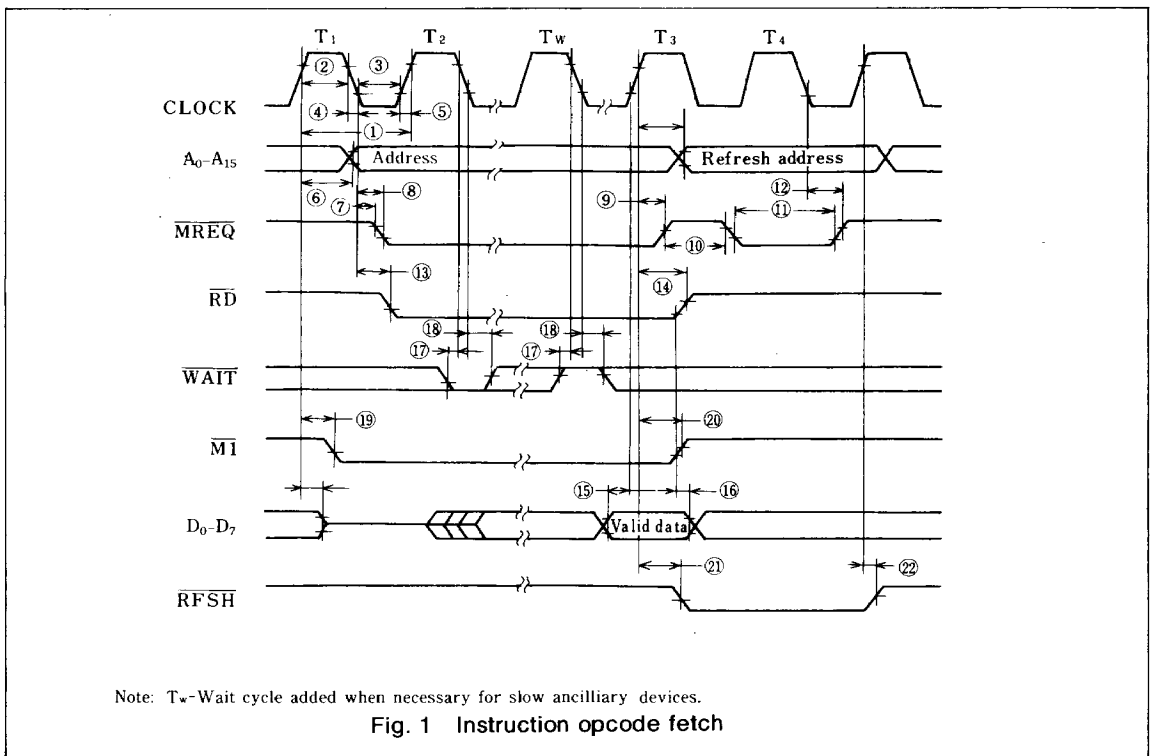 T1 T2 TW T3 T4
② ③
CLOCK ④ ⑤
①
A0-A15 Address Refresh address
⑥ ⑧ ⑨ ⑫
⑦ ⑪
MREQ ⑩
⑬ ⑭
RD
⑱ ⑱
⑰ ⑰
WAIT
⑲ ⑳
M1
⑮ ⑯
D0-D7 Valid data
㉑ ㉒
RFSH
Note: Tw-Wait cycle added when necessary for slow ancilliary devices.
Fig. 1 Instruction opcode fetch